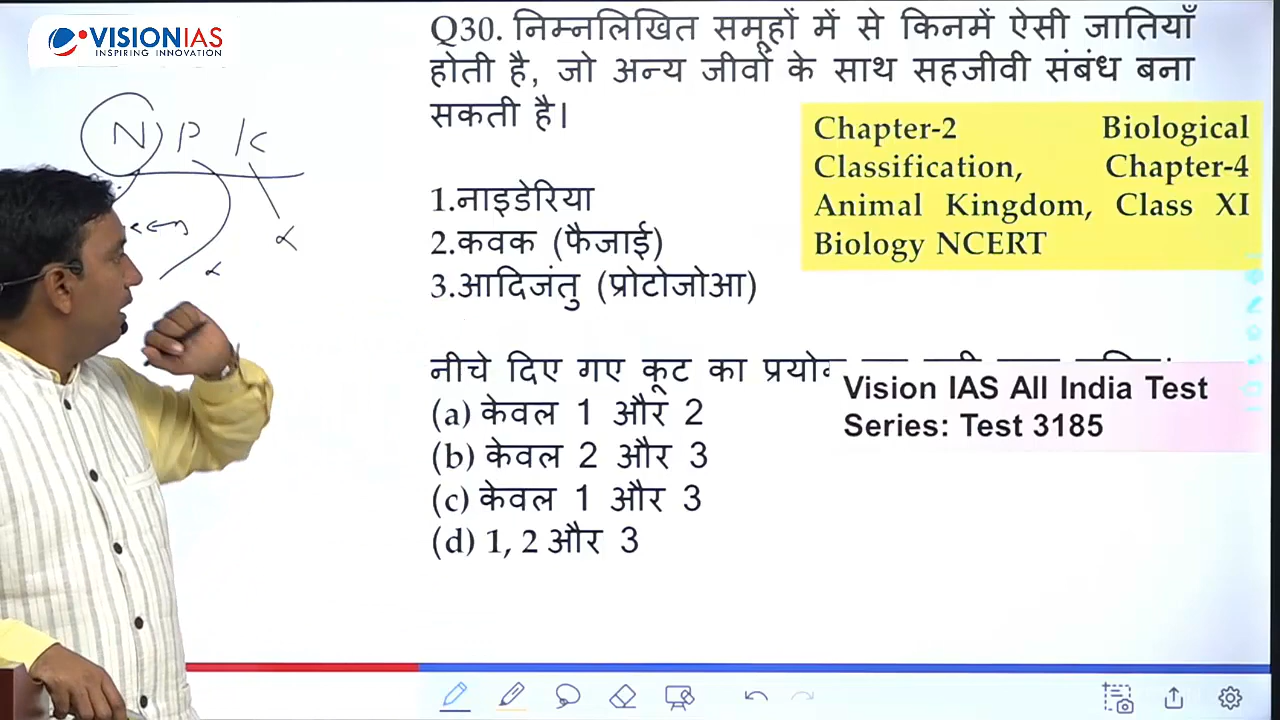 VISIONIAS
INSPIRING INNOVATION
Q30. निम्नलिखित समूहों में से किनमें ऐसी जातियाँ
होती है, जो अन्य जीवों के साथ सहजीवी संबंध बना
सकती है।
N P K
Chapter-2 Biological
Classification, Chapter-4
Animal Kingdom, Class XI
Biology NCERT
1.नाइडेरिया
2.कवक (फैजाई)
3.आदिजंतु (प्रोटोजोआ)
नीचे दिए गए कूट का प्रयोग
Vision IAS All India Test
Series: Test 3185
(a) केवल 1 और 2
(b) केवल 2 और 3
(c) केवल 1 और 3
(d) 1, 2 और 3